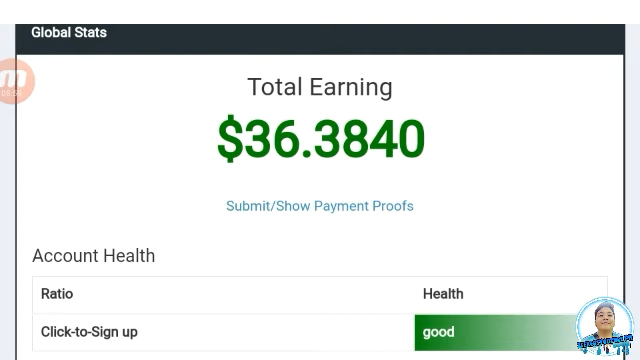 Global Stats
Total Earning
$36.3840
Submit/Show Payment Proofs
Account Health
Ratio Health
Click-to-Sign up good